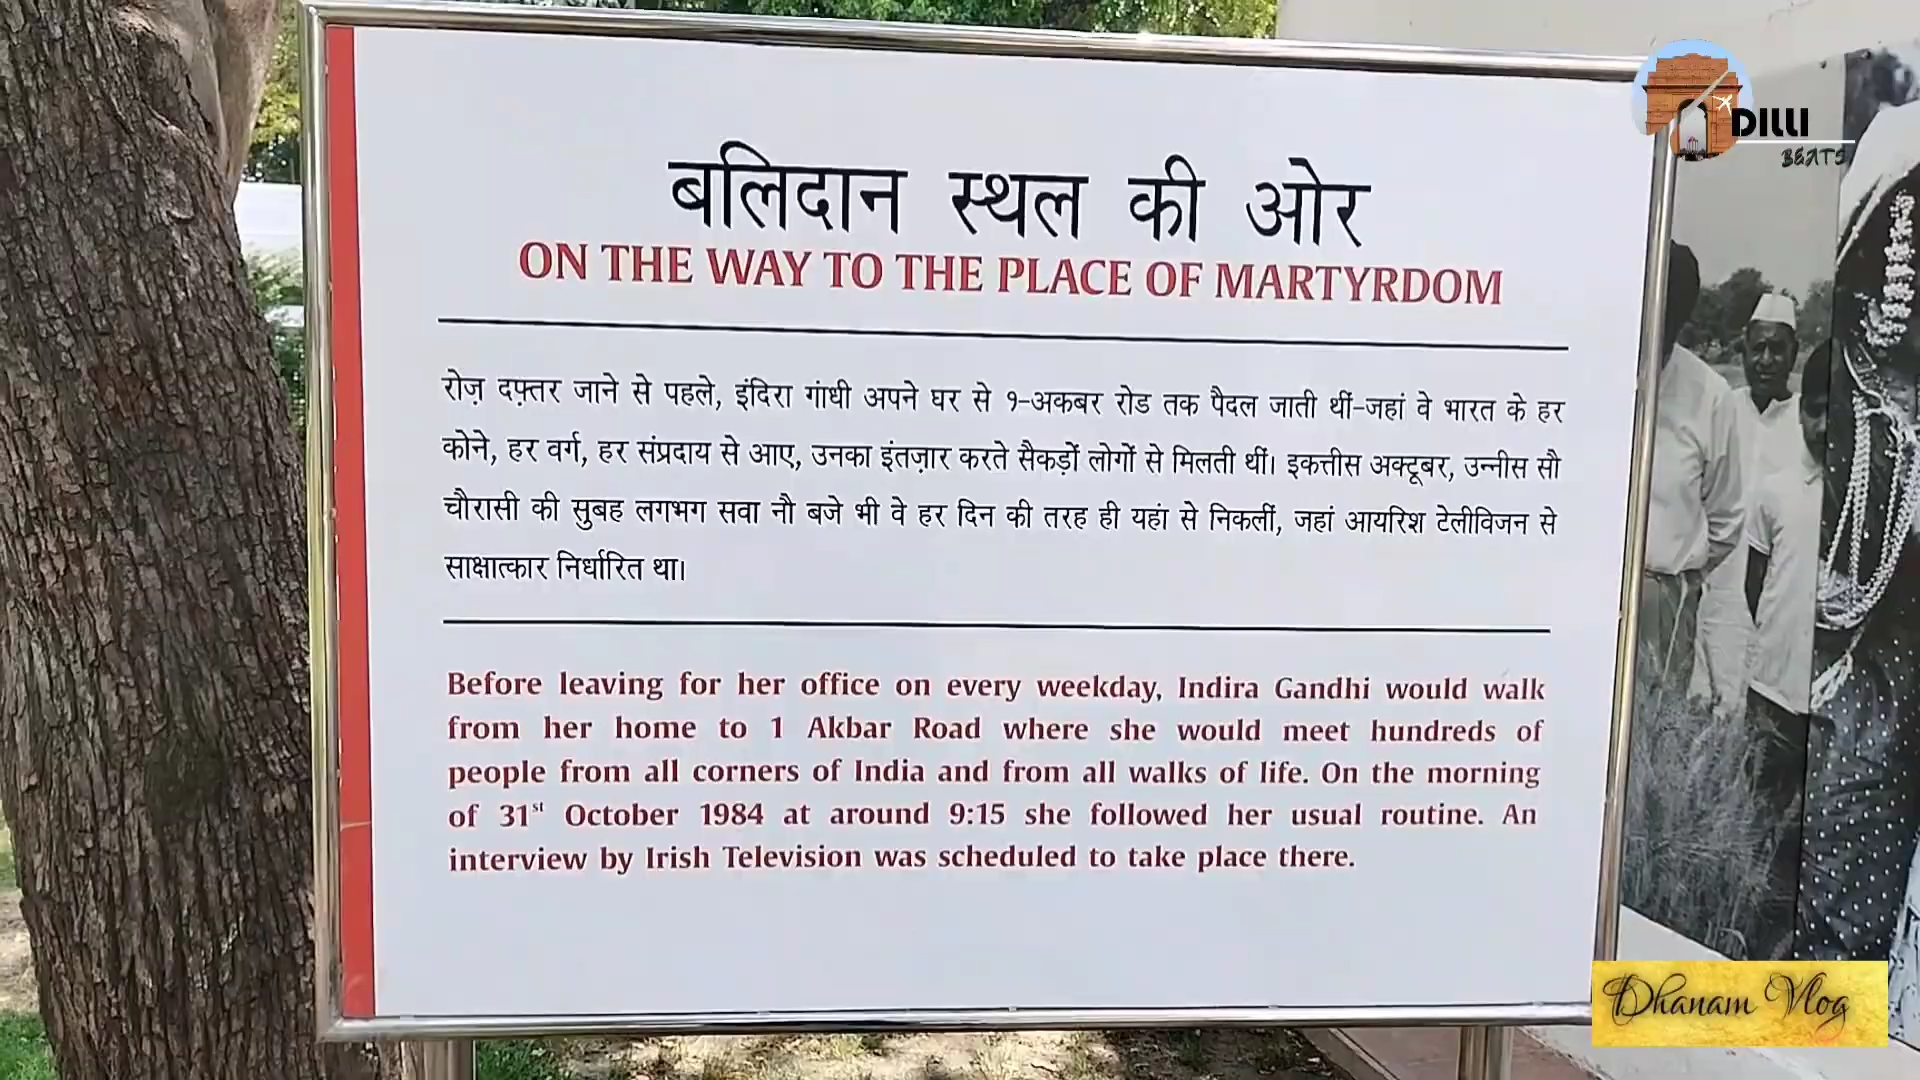 बलिदान स्थल की ओर
ON THE WAY TO THE PLACE OF MARTYRDOM
रोज़ दफ़्तर जाने से पहले, इंदिरा गांधी अपने घर से १-अकबर रोड तक पैदल जाती थीं-जहां वे भारत के हर
कोने, हर वर्ग, हर संप्रदाय से आए, उनका इंतज़ार करते सैकड़ों लोगों से मिलती थीं। इकत्तीस अक्टूबर, उन्नीस सौ
चौरासी की सुबह लगभग सवा नौ बजे भी वे हर दिन की तरह ही यहां से निकलीं, जहां आयरिश टेलीविजन से
साक्षात्कार निर्धारित था।
Before leaving for her office on every weekday, Indira Gandhi would walk
from her home to 1 Akbar Road where she would meet hundreds of
people from all corners of India and from all walks of life. On the morning
of 31st October 1984 at around 9:15 she followed her usual routine. An
interview by Irish Television was scheduled to take place there.
DILLI
BEATS
Dhanam Vlog